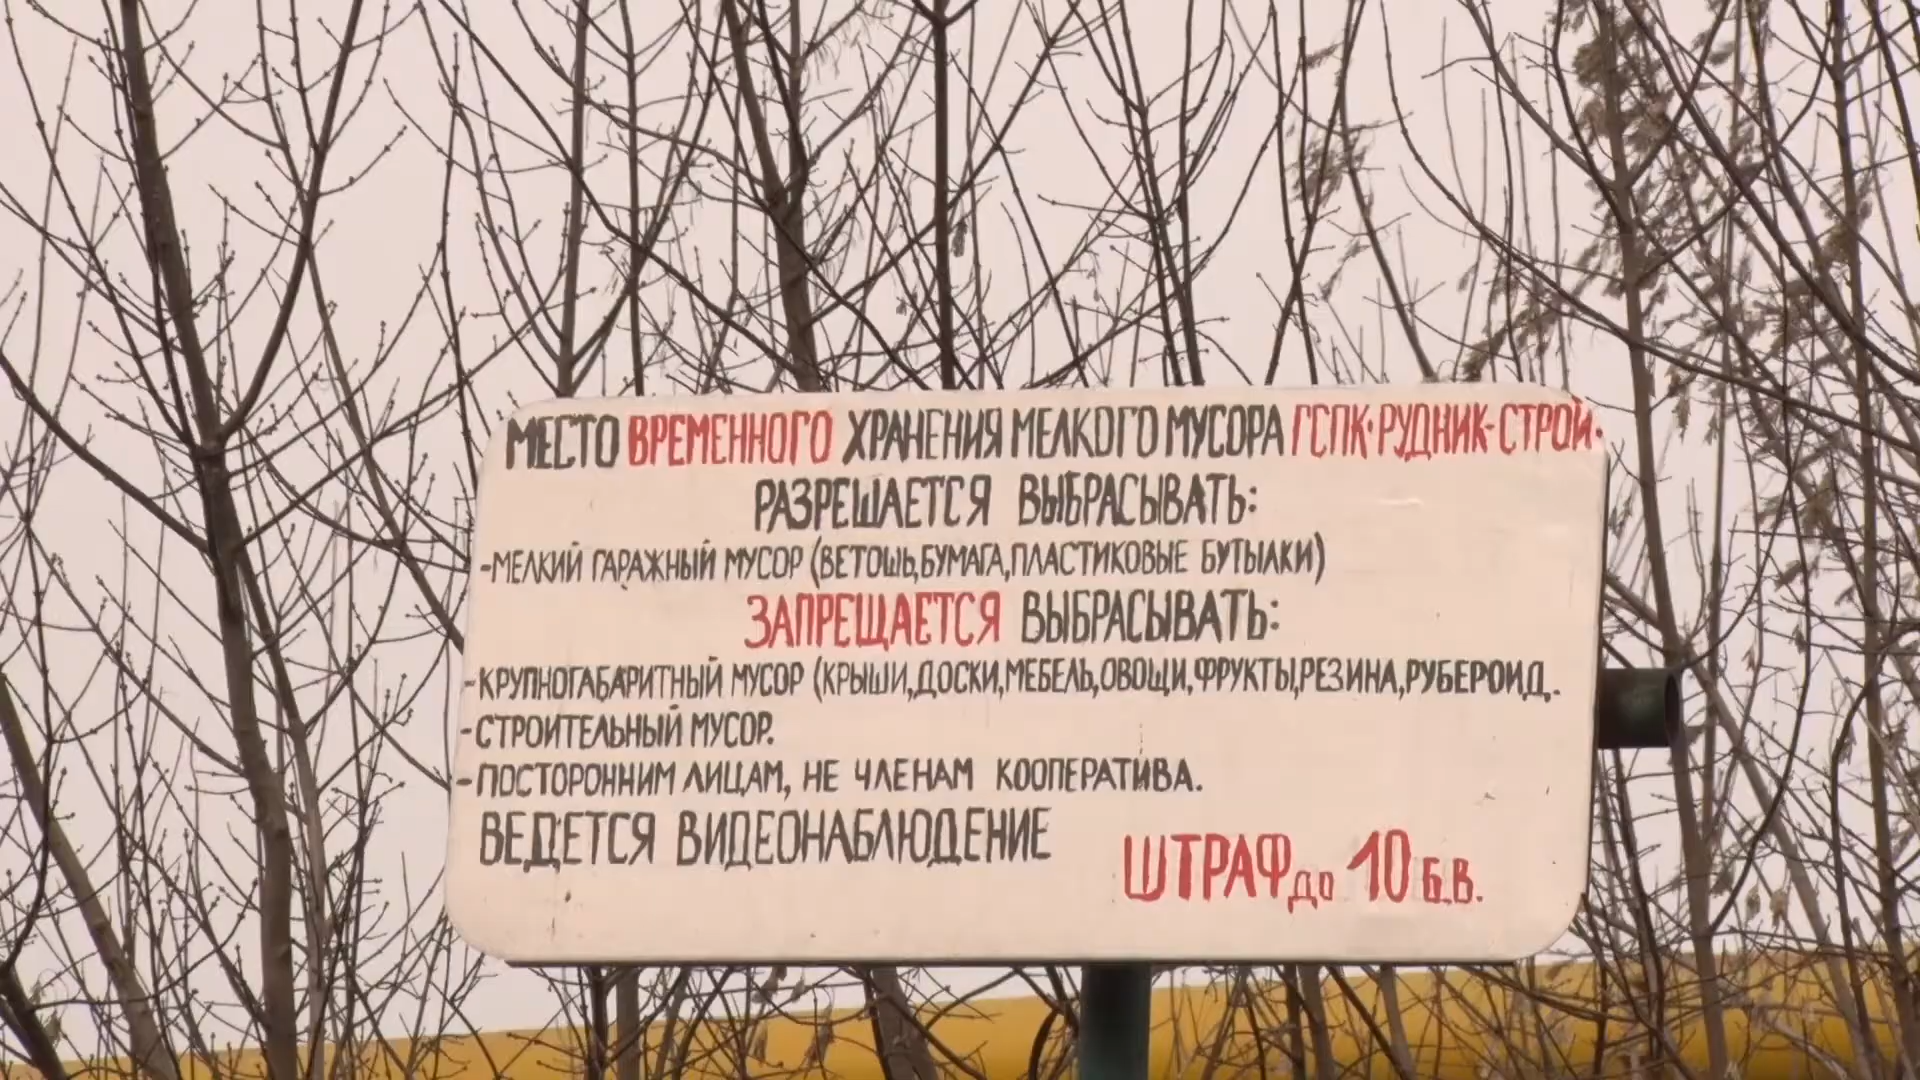 МЕСТО ВРЕМЕННОГО ХРАНЕНИЯ МЕЛКОГО МУСОРА ГСПК·РУДНИК-СТРОЙ·
РАЗРЕШАЕТСЯ ВЫБРАСЫВАТЬ:
-МЕЛКИЙ ГАРАЖНЫЙ МУСОР (ВЕТОШЬ,БУМАГА,ПЛАСТИКОВЫЕ БУТЫЛКИ)
ЗАПРЕЩАЕТСЯ ВЫБРАСЫВАТЬ:
-КРУПНОГАБАРИТНЫЙ МУСОР (КРЫШИ,ДОСКИ,МЕБЕЛЬ,ОВОЩИ,ФРУКТЫ,РЕЗИНА,РУБЕРОИД,.
-СТРОИТЕЛЬНЫЙ МУСОР.
-ПОСТОРОННИМ ЛИЦАМ, НЕ ЧЛЕНАМ КООПЕРАТИВА.
ВЕДЕТСЯ ВИДЕОНАБЛЮДЕНИЕ
ШТРАФ ДО 10 Б.В.